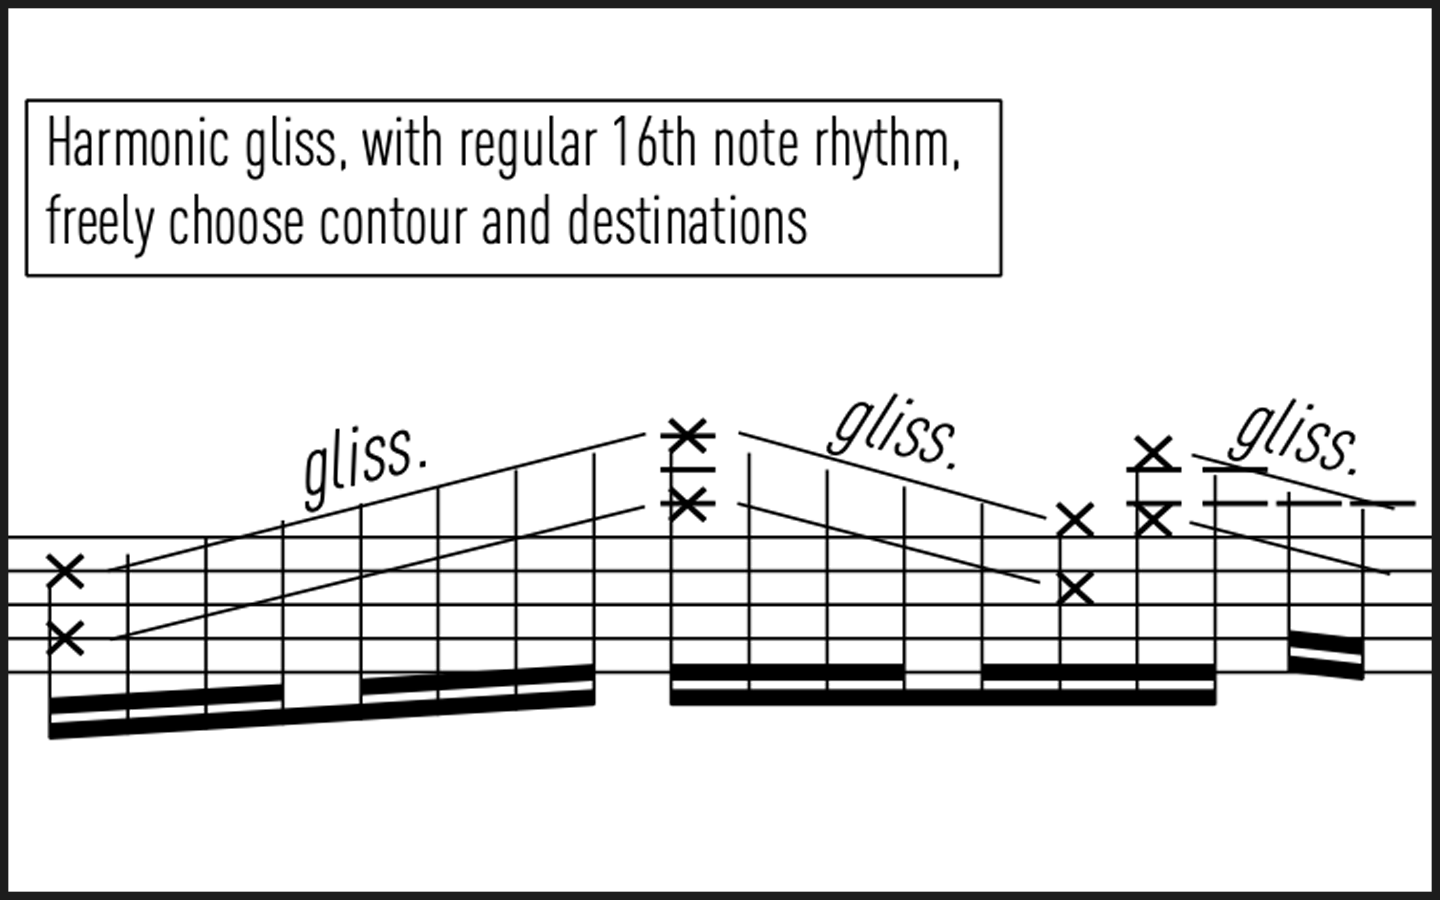 Harmonic gliss, with regular 16th note rhythm,
freely choose contour and destinations
gliss.
gliss.
gliss.